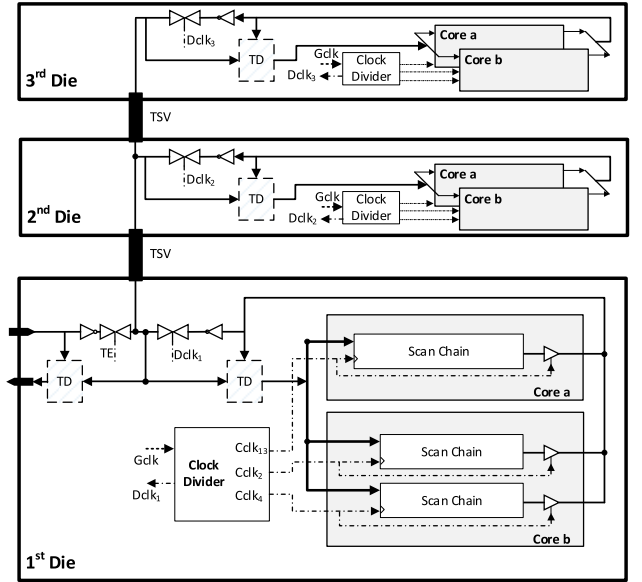 Dclk3
TD
Gclk
Dclk3
Clock
Divider
Core a
Core b
3rd Die
TSV
Dclk2
TD
Gclk
Dclk2
Clock
Divider
Core a
Core b
2nd Die
TSV
TE
Dclk1
TD
TD
Scan Chain
Core a
Gclk
Dclk1
Clock
Divider
Cclk13
Cclk2
Cclk4
Scan Chain
Scan Chain
Core b
1st Die